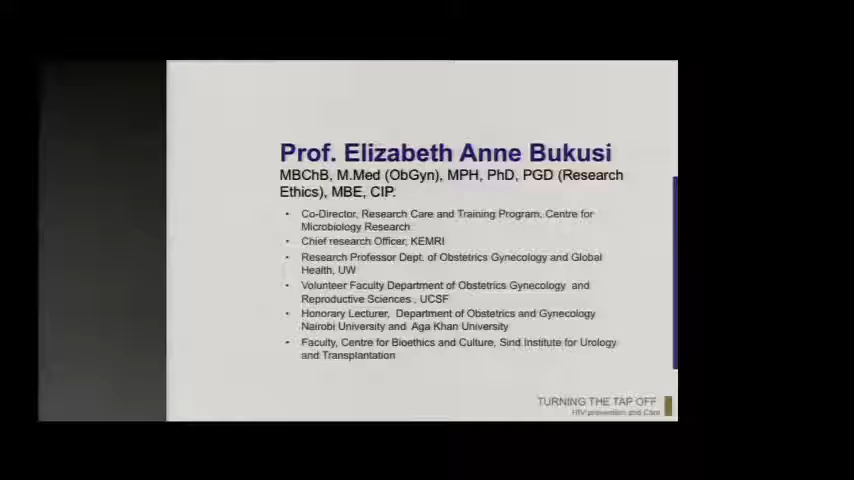 Prof. Elizabeth Anne Bukusi
MBChB, M.Med (ObGyn), MPH, PhD, PGD (Research
Ethics), MBE, CIP.
• Co-Director, Research Care and Training Program, Centre for
Microbiology Research
• Chief research Officer, KEMRI
• Research Professor Dept. of Obstetrics Gynecology and Global
Health, UW
• Volunteer Faculty Department of Obstetrics Gynecology and
Reproductive Sciences , UCSF
• Honorary Lecturer, Department of Obstetrics and Gynecology
Nairobi University and Aga Khan University
• Faculty, Centre for Bioethics and Culture, Sind Institute for Urology
and Transplantation
TURNING THE TAP OFF
HIV prevention and Care